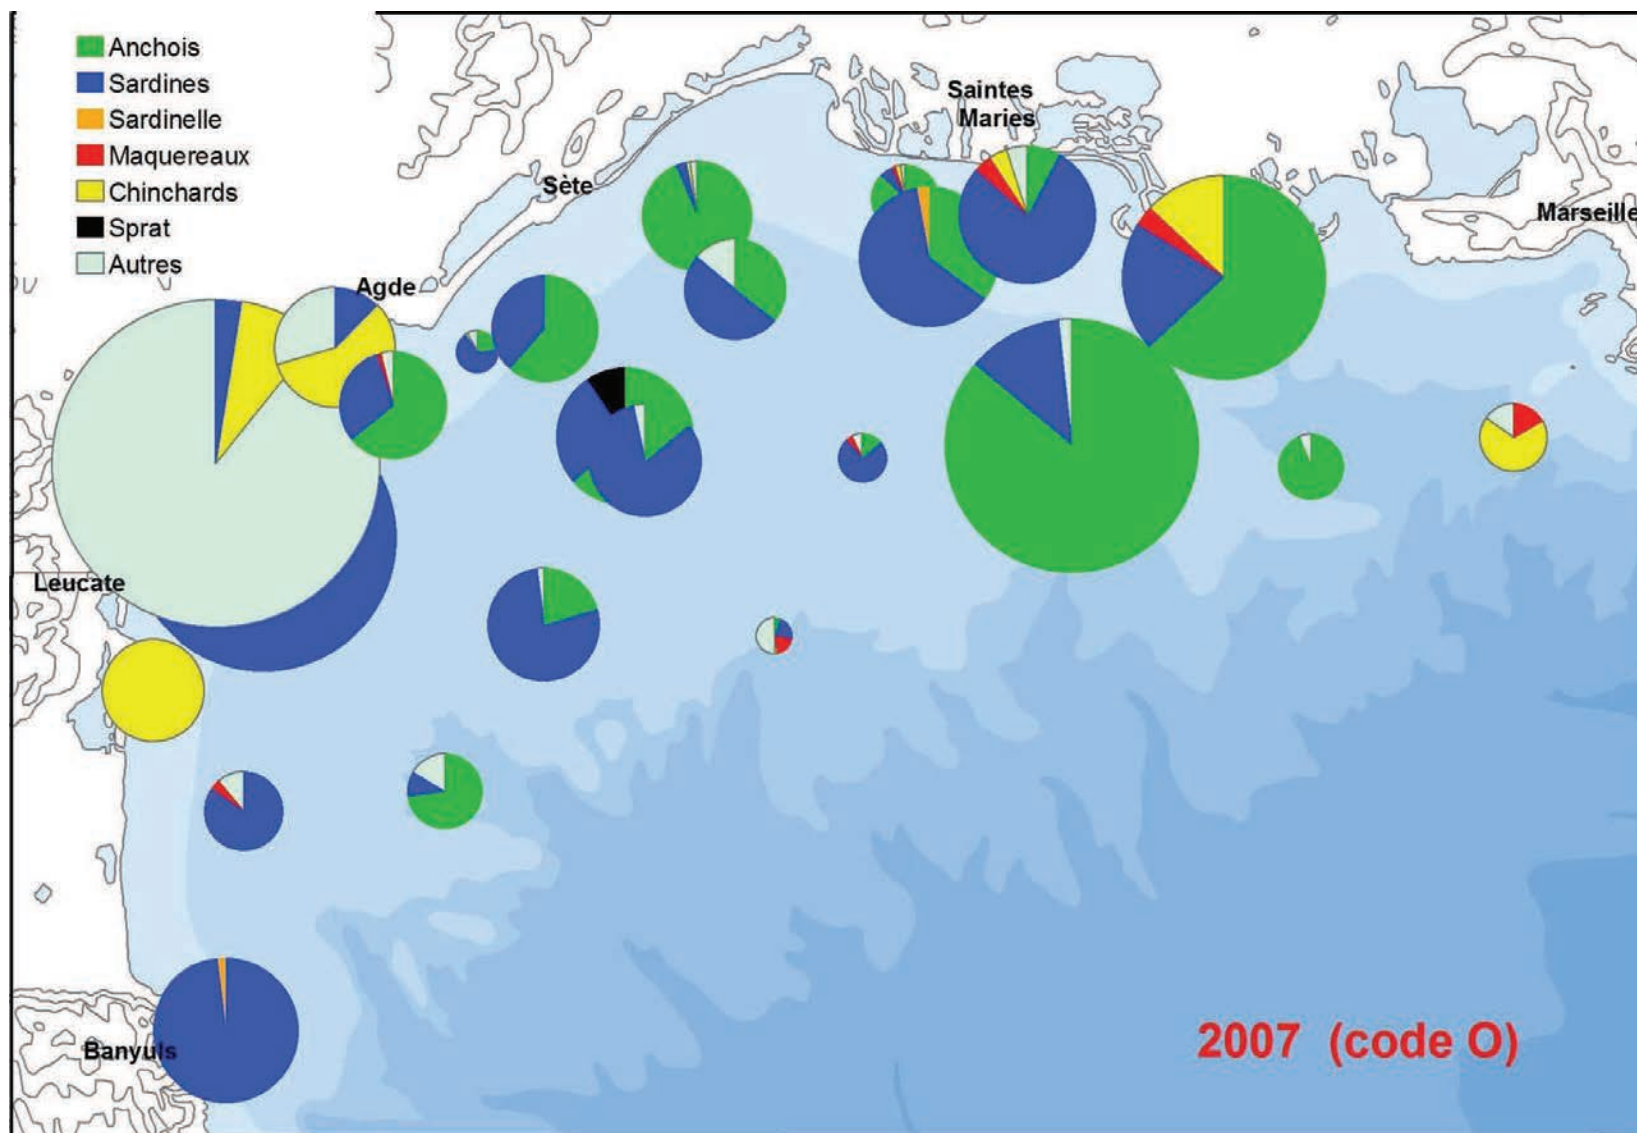 Anchois
Sardines
Sardinelle
Maquereaux
Chinchards
Sprat
Autres
Saintes
Maries
Sète
Marseille
Agde
Leucate
Banyuls
2007 (code O)